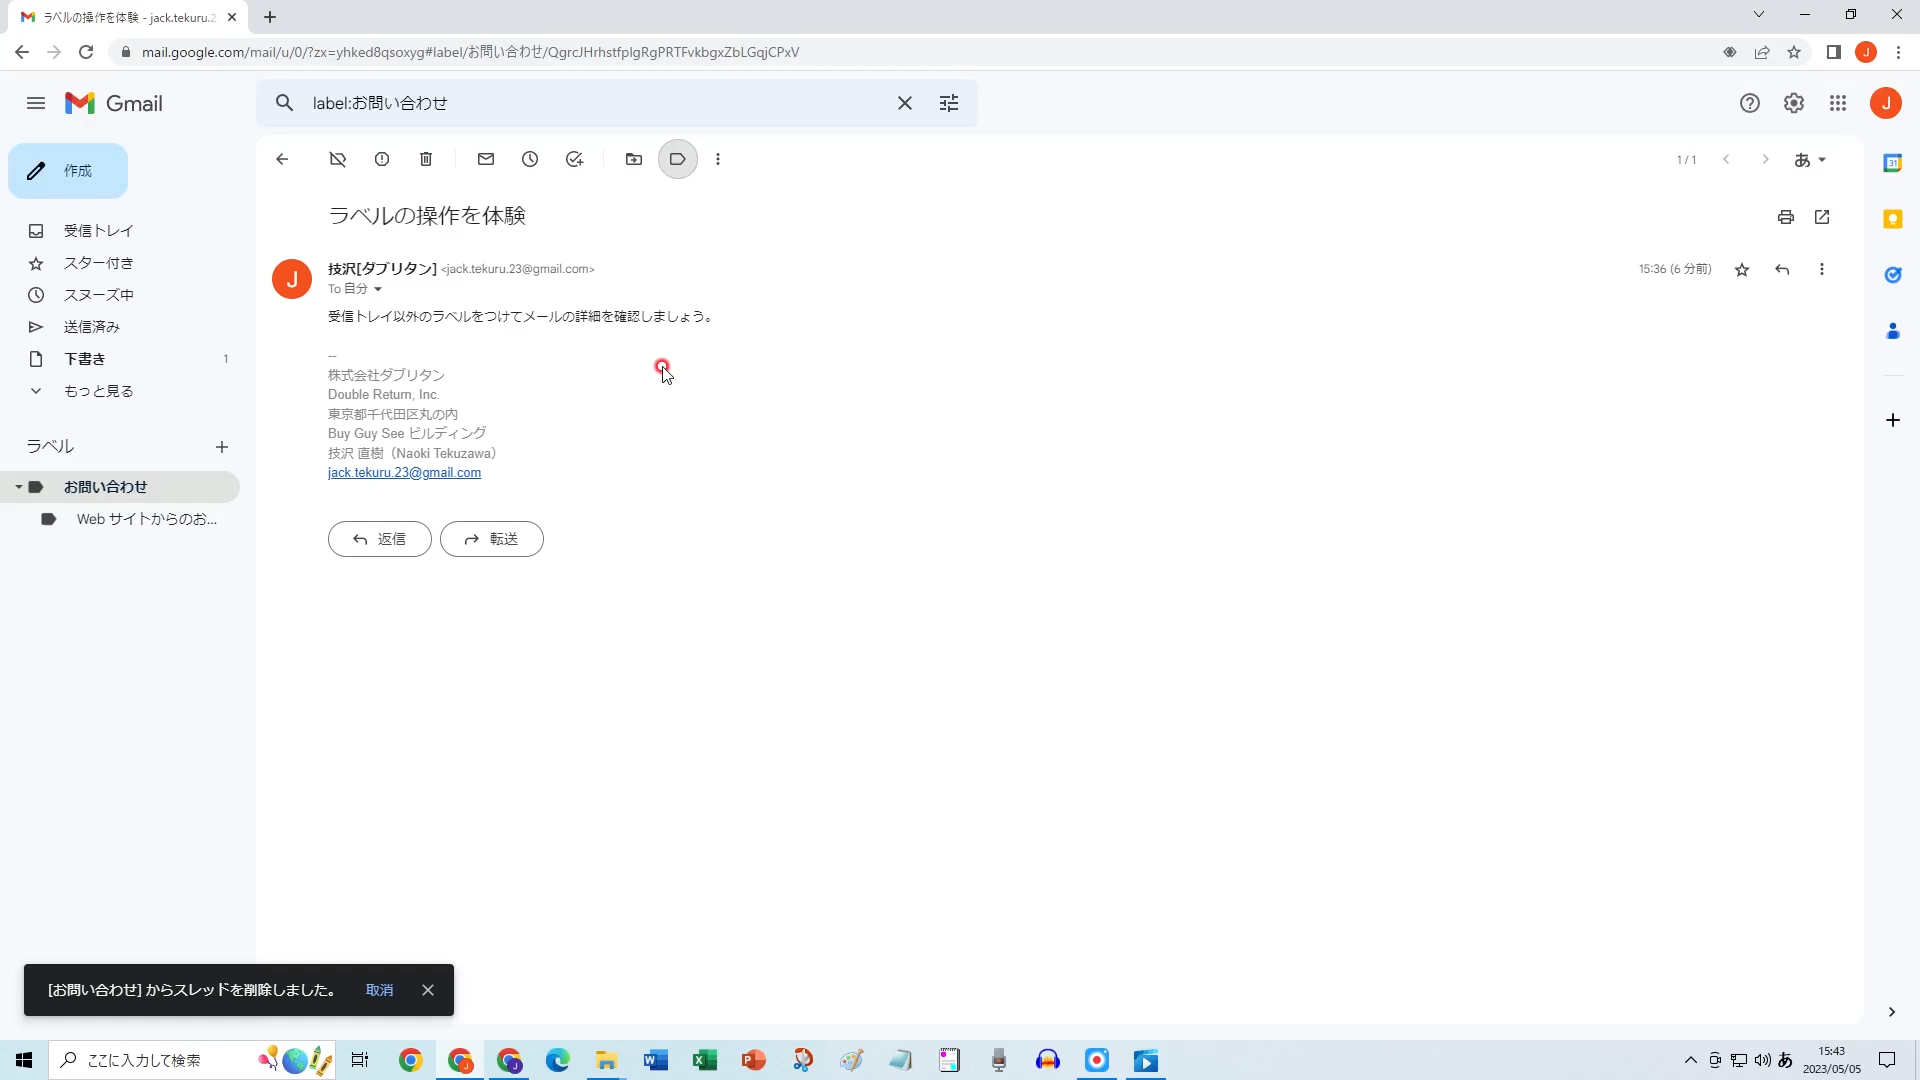 ラベルの操作を体験 - jack.tekuru.2
mail.google.com/mail/u/0/?zx=yhked8qsoxyg#label/お問い合わせ/QgrcJHrhstfplgRgPRTFvkbgxZbLGqjCPxV
J
Gmail
label:お問い合わせ
J
作成
1/1
あ
31
受信トレイ
スター付き
スヌーズ中
送信済み
下書き 1
もっと見る
ラベル
お問い合わせ
Web サイトからのお...
ラベルの操作を体験
J
技沢[ダブリタン] <jack.tekuru.23@gmail.com>
15:36 (6 分前)
To 自分
受信トレイ以外のラベルをつけてメールの詳細を確認しましょう。
--
株式会社ダブリタン
Double Return, Inc.
東京都千代田区丸の内
Buy Guy See ビルディング
技沢 直樹（Naoki Tekuzawa）
jack.tekuru.23@gmail.com
返信
転送
[お問い合わせ] からスレッドを削除しました。 取消
ここに入力して検索
あ
15:43
2023/05/05